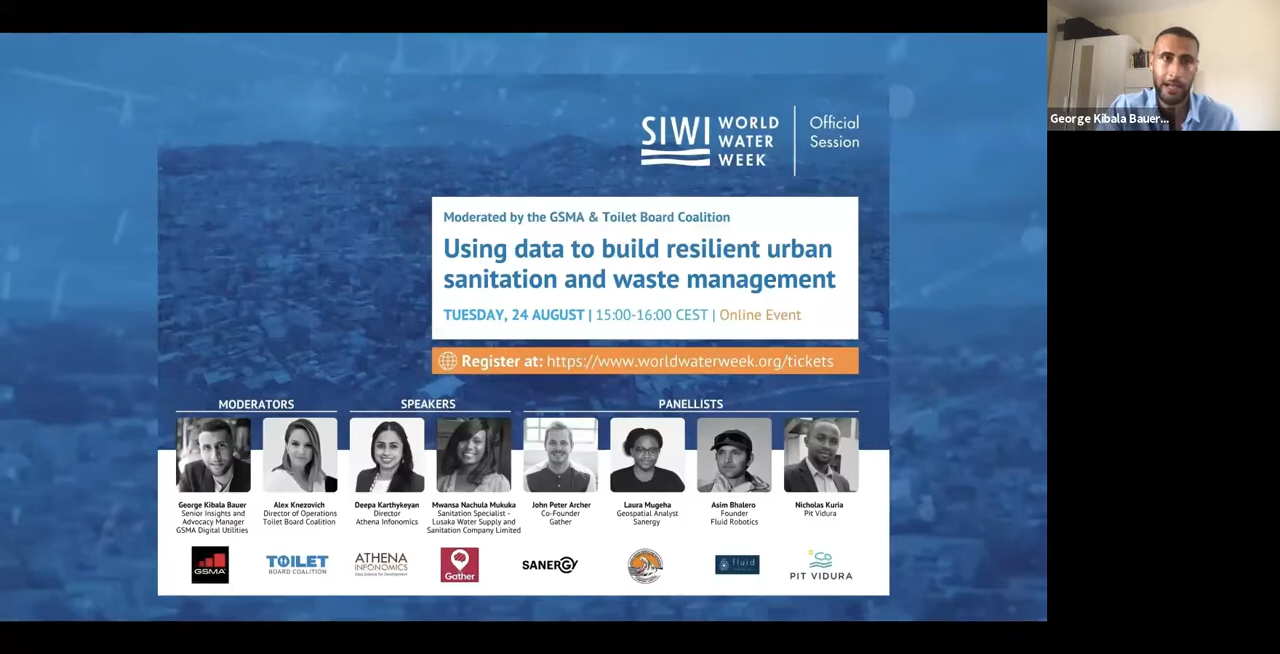 George Kibala Bauer...
SIWI
WORLD
WATER
WEEK
Official
Session
Moderated by the GSMA & Toilet Board Coalition
Using data to build resilient urban
sanitation and waste management
TUESDAY, 24 AUGUST | 15:00-16:00 CEST | Online Event
Register at: https://www.worldwaterweek.org/tickets
MODERATORS
SPEAKERS
PANELLISTS
George Kibala Bauer
Senior Insights and
Advocacy Manager
GSMA Digital Utilities
Alex Knezovich
Director of Operations
Toilet Board Coalition
Deepa Karthykeyan
Director
Athena Infonomics
Mwansa Nachula Mukuka
Sanitation Specialist -
Lusaka Water Supply and
Sanitation Company Limited
John Peter Archer
Co-Founder
Gather
Laura Mugeha
Geospatial Analyst
Sanergy
Asim Bhalero
Founder
Fluid Robotics
Nicholas Kuria
Pit Vidura
GSMA
TOILET
BOARD COALITION
ATHENA
INFONOMICS
Data Science for Development
Gather
SANERGY
fluid
PIT VIDURA